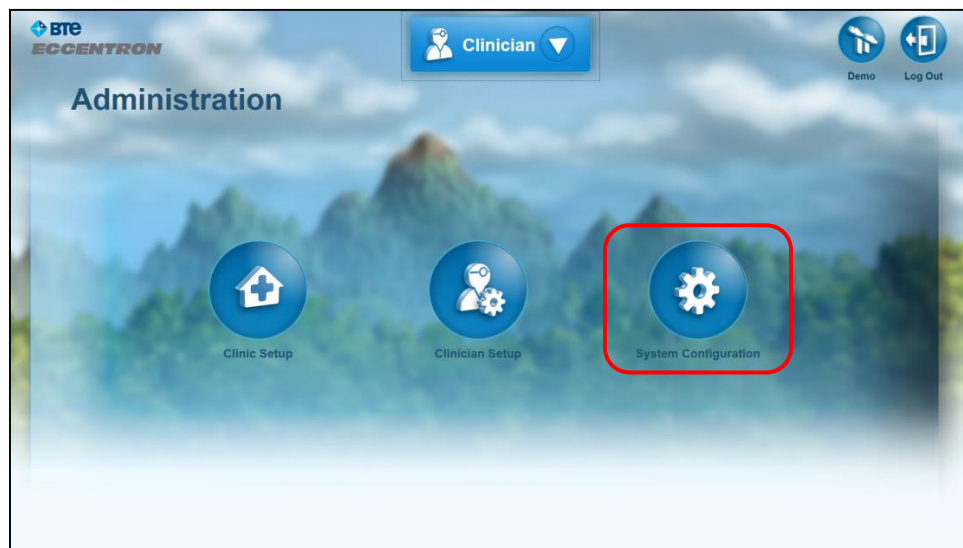 BTE
ECCENTRON
Clinician
Demo
Log Out
Administration
Clinic Setup
Clinician Setup
System Configuration